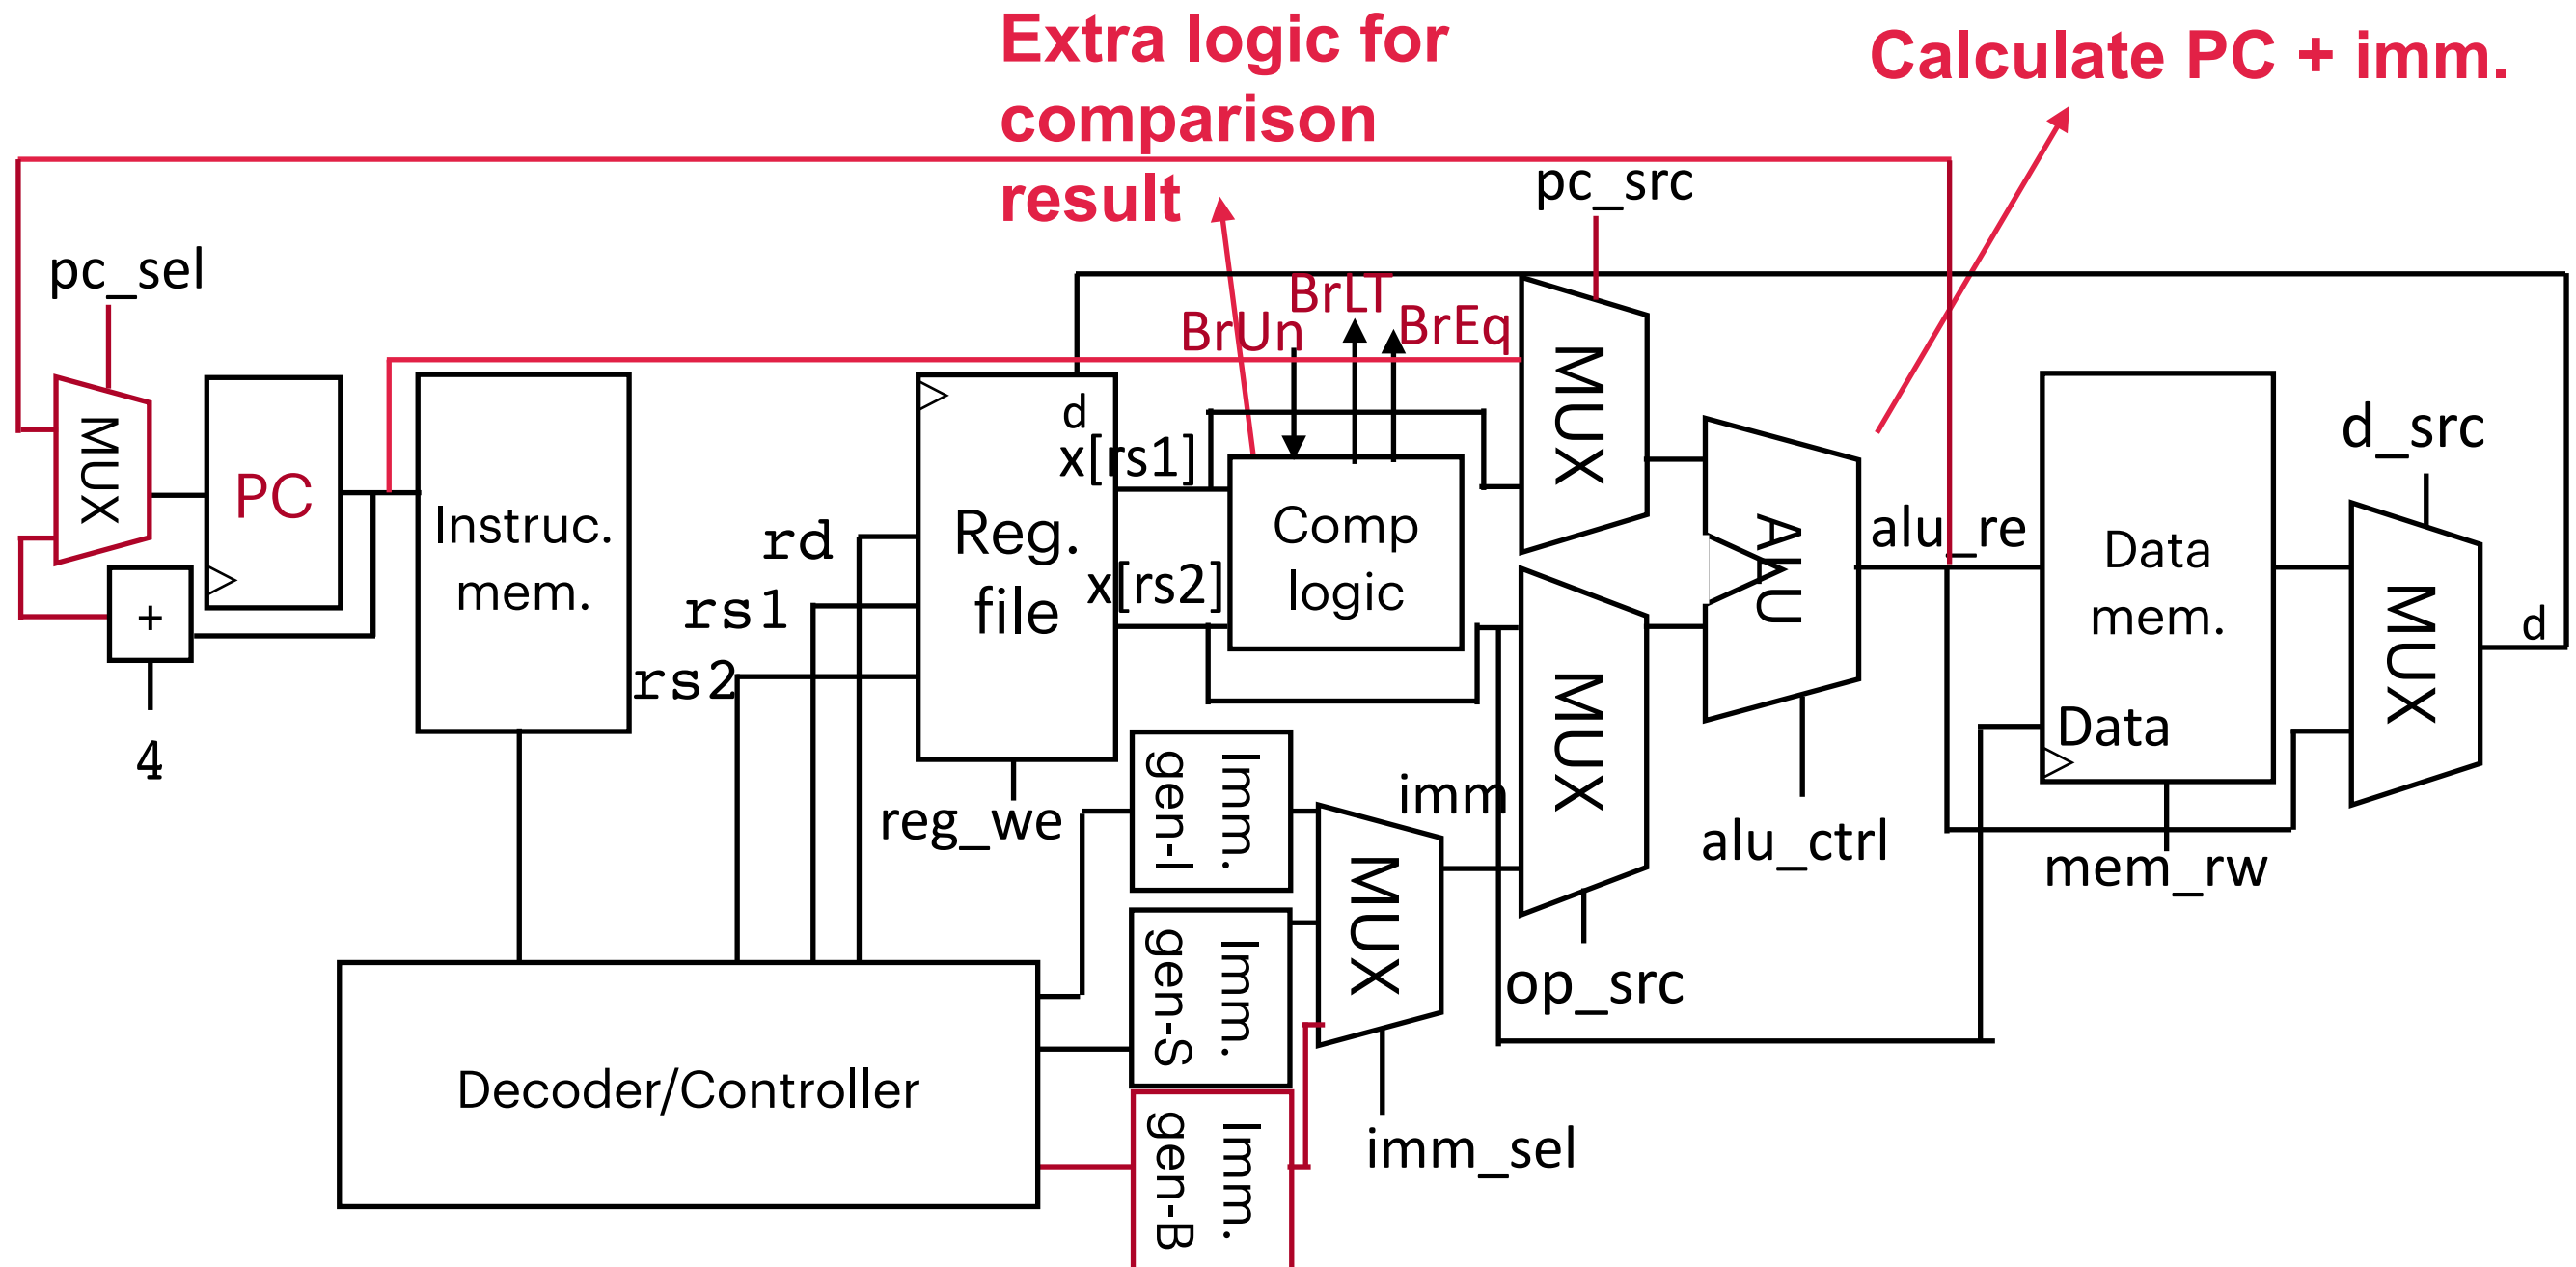 Extra logic for
comparison
result
Calculate PC + imm.
pc_src
pc_sel
BrLT
BrUn
BrEq
MUX
PC
+
4
Instruc.
mem.
rd
rs1
rs2
d
x[rs1]
x[rs2]
Reg.
file
reg_we
Comp
logic
MUX
MUX
ALU
alu_re
alu_ctrl
Data
mem.
Data
mem_rw
d_src
MUX
d
Imm.
gen-I
Imm.
gen-S
Imm.
gen-B
MUX
imm
op_src
imm_sel
Decoder/Controller